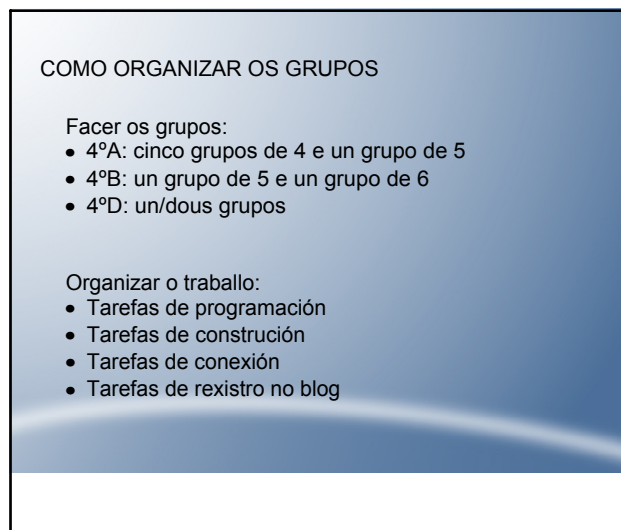 COMO ORGANIZAR OS GRUPOS
Facer os grupos:
• 4ºA: cinco grupos de 4 e un grupo de 5
• 4ºB: un grupo de 5 e un grupo de 6
• 4ºD: un/dous grupos
Organizar o traballo:
• Tarefas de programación
• Tarefas de construción
• Tarefas de conexión
• Tarefas de rexistro no blog